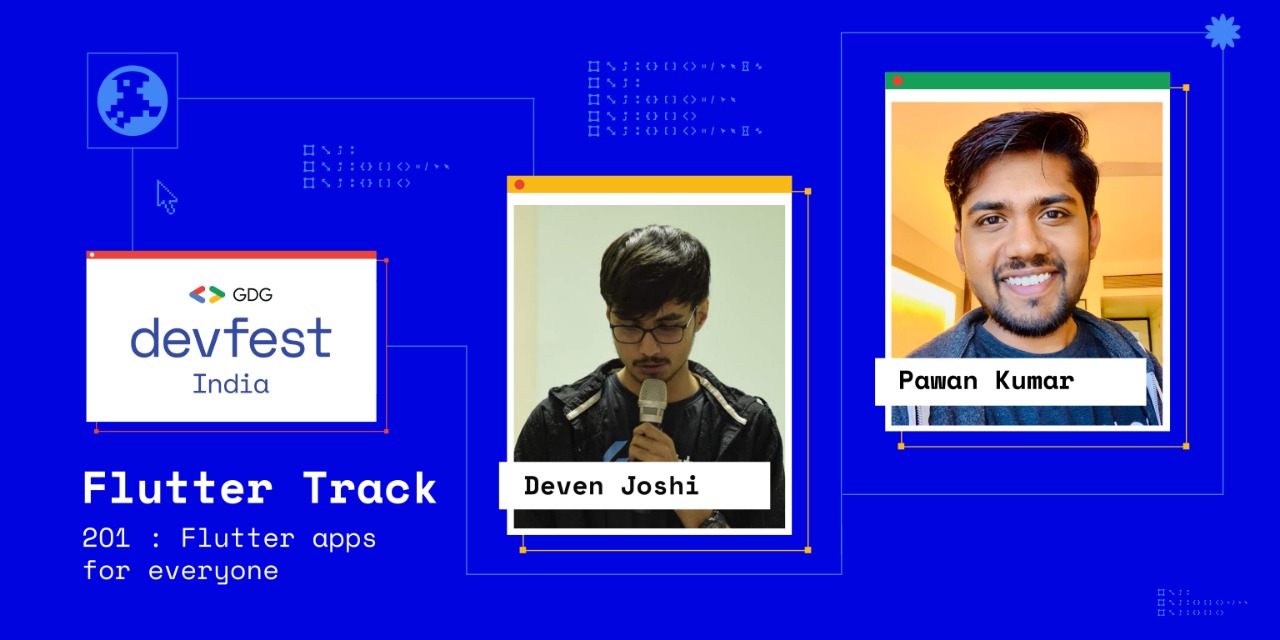 GDG
devfest
India
Flutter Track
201 : Flutter apps
for everyone
Deven Joshi
Pawan Kumar